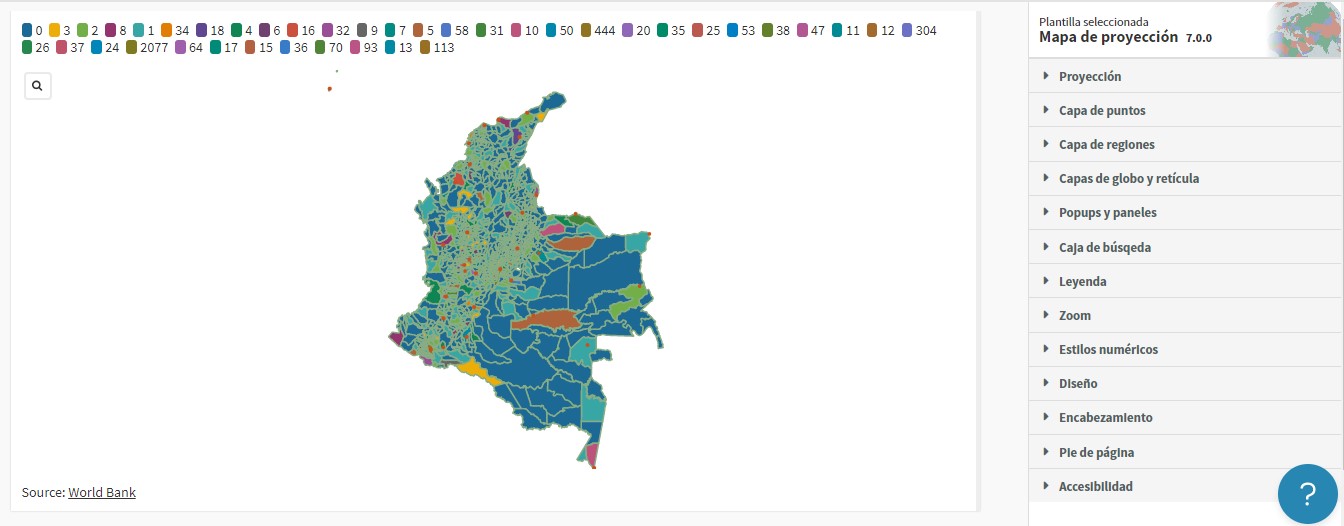 0 3 2 8 1 34 18 4 6 16 32 9 7 5 58 31 10 50 444 20 35 25 53 38 47 11 12 304
26 37 24 2077 64 17 15 36 70 93 13 113
Source: World Bank
Plantilla seleccionada
Mapa de proyección 7.0.0
Proyección
Capa de puntos
Capa de regiones
Capas de globo y retícula
Popups y paneles
Caja de búsqeda
Leyenda
Zoom
Estilos numéricos
Diseño
Encabezamiento
Pie de página
Accesibilidad
?